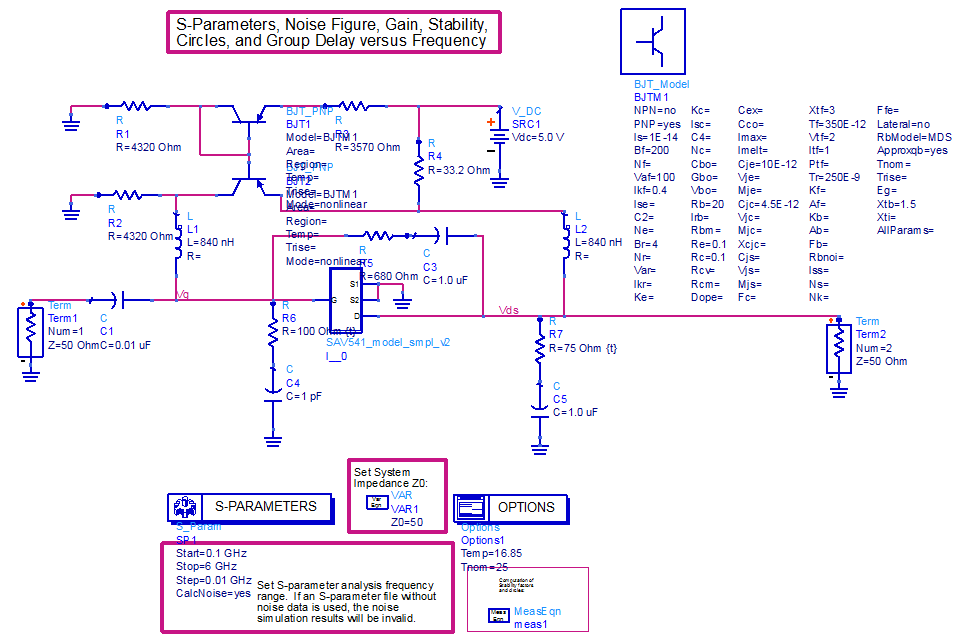 S-Parameters, Noise Figure, Gain, Stability,
Circles, and Group Delay versus Frequency
R
R1
R=4320 Ohm
BJT_PNP
BJT1
Model=BJTM1
Area=
Region=
Temp=
Trise=
Mode=nonlinear
R
R3
R=3570 Ohm
R
R4
R=33.2 Ohm
V_DC
SRC1
Vdc=5.0 V
R
R2
R=4320 Ohm
BJT_PNP
BJT2
Model=BJTM1
Area=
Region=
Temp=
Trise=
Mode=nonlinear
L
L1
L=840 nH
R=
L
L2
L=840 nH
R=
R
R5
R=680 Ohm
C
C3
C=1.0 uF
S1
G
S2
D
SAV541_model_smpl_v2
I__0
Vg
Vds
Term
Term1
Num=1
Z=50 Ohm
C
C1
C=0.01 uF
R
R6
R=100 Ohm {t}
C
C4
C=1 pF
R
R7
R=75 Ohm {t}
C
C5
C=1.0 uF
Term
Term2
Num=2
Z=50 Ohm
BJT_Model
BJTM1
NPN=no Kc= Cex= Xtf=3 Ffe=
PNP=yes Isc= Cco= Tf=350E-12 Lateral=no
Is=1E-14 C4= Imax= Vtf=2 RbModel=MDS
Bf=200 Nc= Imelt= Itf=1 Approxqb=yes
Nf= Cbo= Cje=10E-12 Ptf= Tnom=
Vaf=100 Gbo= Vje= Tr=250E-9 Trise=
Ikf=0.4 Vbo= Mje= Kf= Eg=
Ise= Rb=20 Cjc=4.5E-12 Af= Xtb=1.5
C2= Irb= Vjc= Kb= Xti=
Ne= Rbm= Mjc= Ab= AllParams=
Br=4 Re=0.1 Xcjc= Fb=
Nr= Rc=0.1 Cjs= Rbnoi=
Var= Rcv= Vjs= Iss=
Ikr= Rcm= Mjs= Ns=
Ke= Dope= Fc= Nk=
S-PARAMETERS
S_Param
SP1
Start=0.1 GHz
Stop=6 GHz
Step=0.01 GHz
CalcNoise=yes
Set S-parameter analysis frequency
range. If an S-parameter file without
noise data is used, the noise
simulation results will be invalid.
Set System
Impedance Z0:
Var
Eqn
VAR
VAR1
Z0=50
OPTIONS
Options
Options1
Temp=16.85
Tnom=25
Computation of
Stability factors
and circles:
Meas
Eqn
MeasEqn
meas1